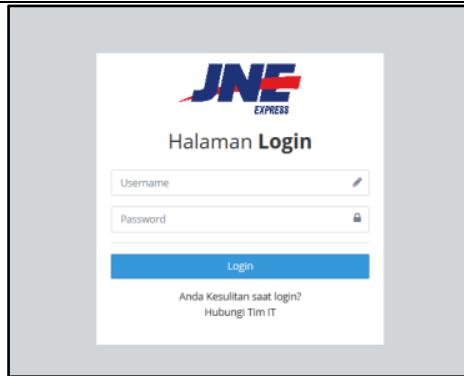 JNE
EXPRESS
Halaman Login
Username
Password
Login
Anda Kesulitan saat login?
Hubungi Tim IT